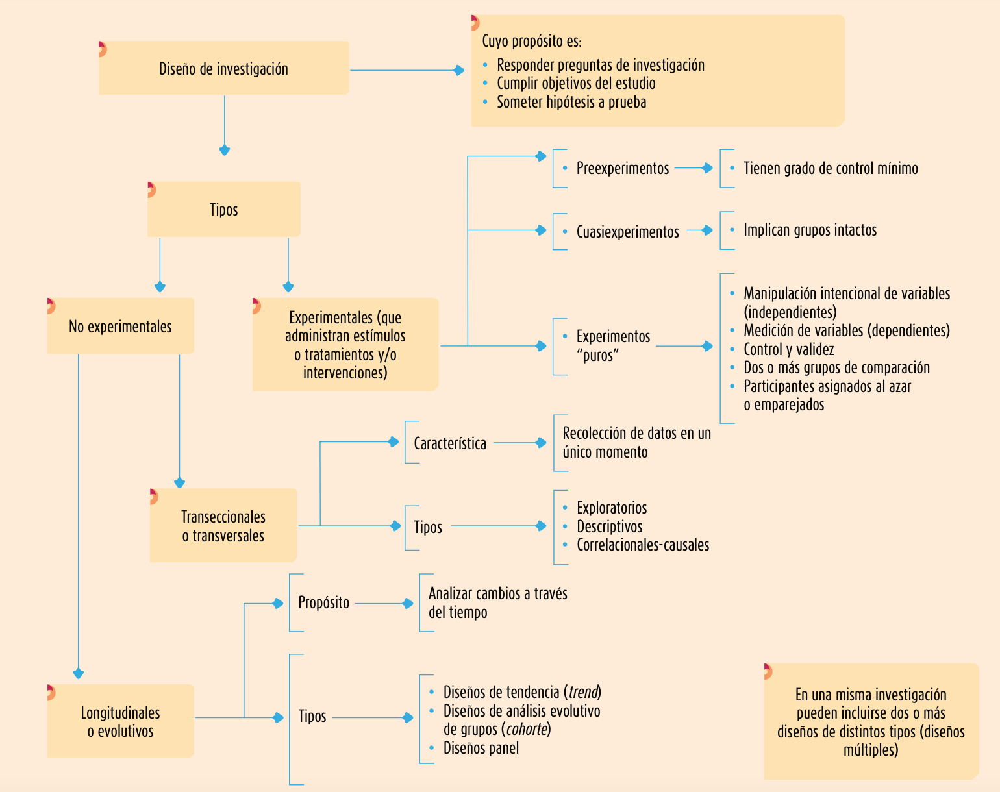 Diseño de investigación
Cuyo propósito es:
• Responder preguntas de investigación
• Cumplir objetivos del estudio
• Someter hipótesis a prueba
Tipos
No experimentales
Experimentales (que
administran estímulos
o tratamientos y/o
intervenciones)
• Preexperimentos
• Tienen grado de control mínimo
• Cuasiexperimentos
• Implican grupos intactos
• Experimentos
“puros”
• Manipulación intencional de variables
(independientes)
• Medición de variables (dependientes)
• Control y validez
• Dos o más grupos de comparación
• Participantes asignados al azar
o emparejados
Transeccionales
o transversales
Característica
Recolección de datos en un
único momento
Tipos
• Exploratorios
• Descriptivos
• Correlacionales-causales
Longitudinales
o evolutivos
Propósito
Analizar cambios a través
del tiempo
Tipos
• Diseños de tendencia (trend)
• Diseños de análisis evolutivo
de grupos (cohorte)
• Diseños panel
En una misma investigación
pueden incluirse dos o más
diseños de distintos tipos (diseños
múltiples)